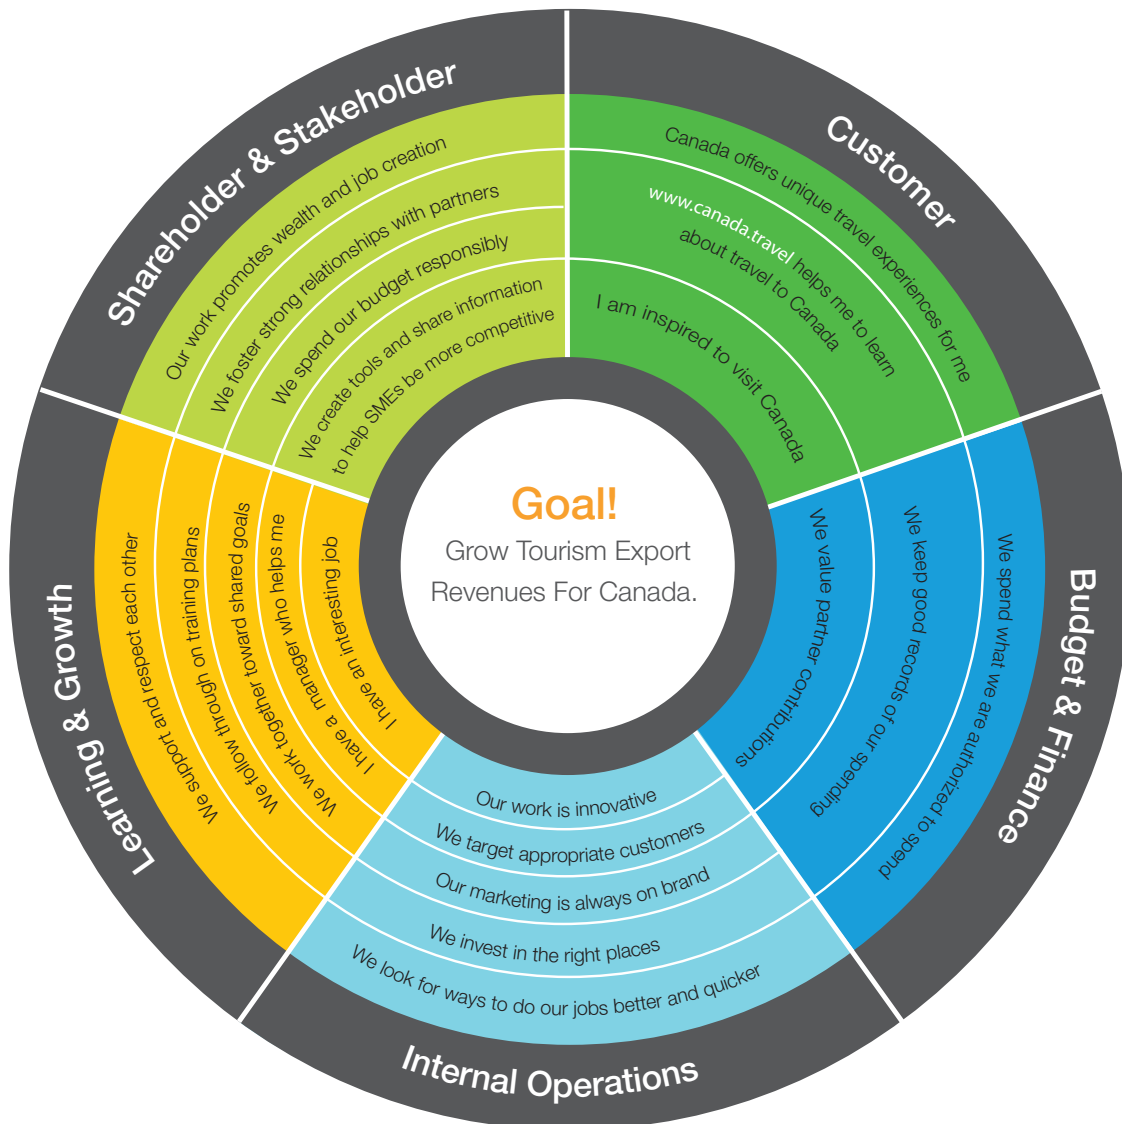 Shareholder & Stakeholder
Our work promotes wealth and job creation
We foster strong relationships with partners
We spend our budget responsibly
We create tools and share information
to help SMEs be more competitive
Customer
Canada offers unique travel experiences for me
www.canada.travel helps me to learn
about travel to Canada
I am inspired to visit Canada
Budget & Finance
We spend what we are authorized to spend
We keep good records of our spending
We value partner contributions
Internal Operations
Our work is innovative
We target appropriate customers
Our marketing is always on brand
We invest in the right places
We look for ways to do our jobs better and quicker
Learning & Growth
We support and respect each other
We follow through on training plans
We work together toward shared goals
I have a manager who helps me
I have an interesting job
Goal!
Grow Tourism Export
Revenues For Canada.